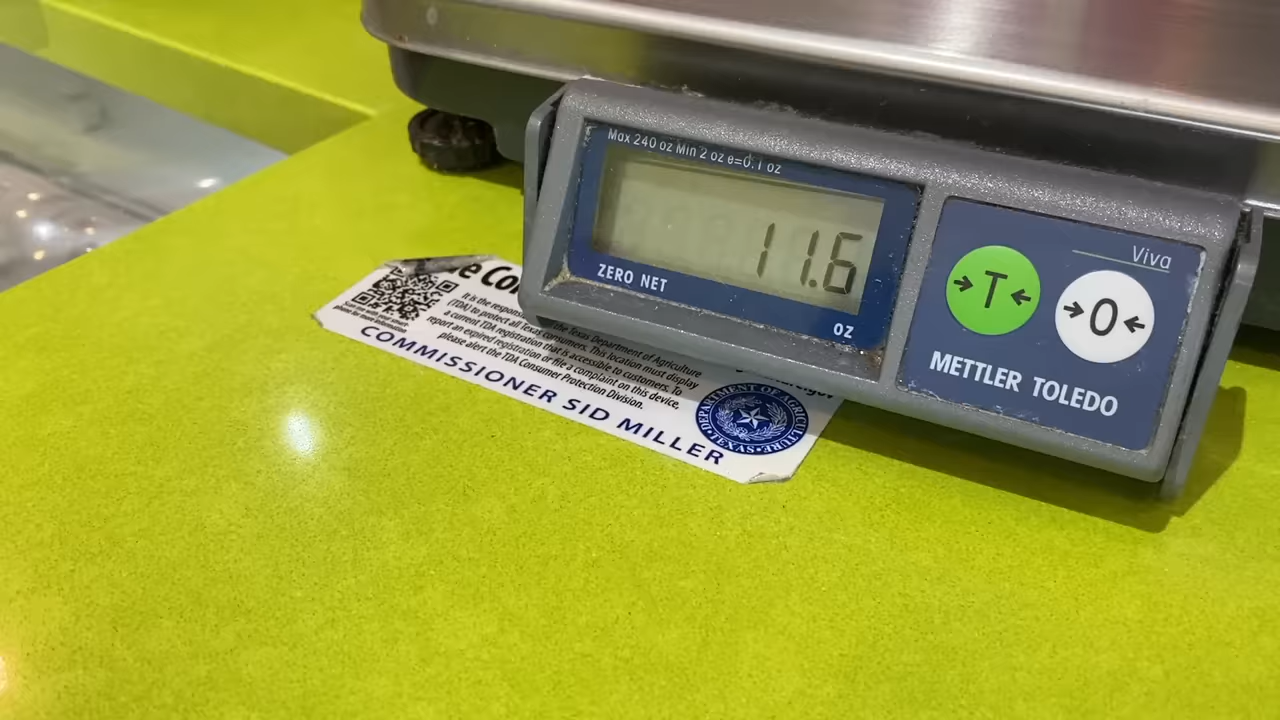 Max 240 oz Min 2 oz e=0.1 oz
11.6
ZERO NET
OZ
Viva
T
0
METTLER TOLEDO
e Co
It is the respons the Texas Department of Agriculture
(TDA) to protect all Texas consumers. This location must display
a current TDA registration that is accessible to customers. To
report an expired registration or file a complaint on this device,
please alert the TDA Consumer Protection Division.
COMMISSIONER SID MILLER
TEXAS DEPARTMENT OF AGRICULTURE